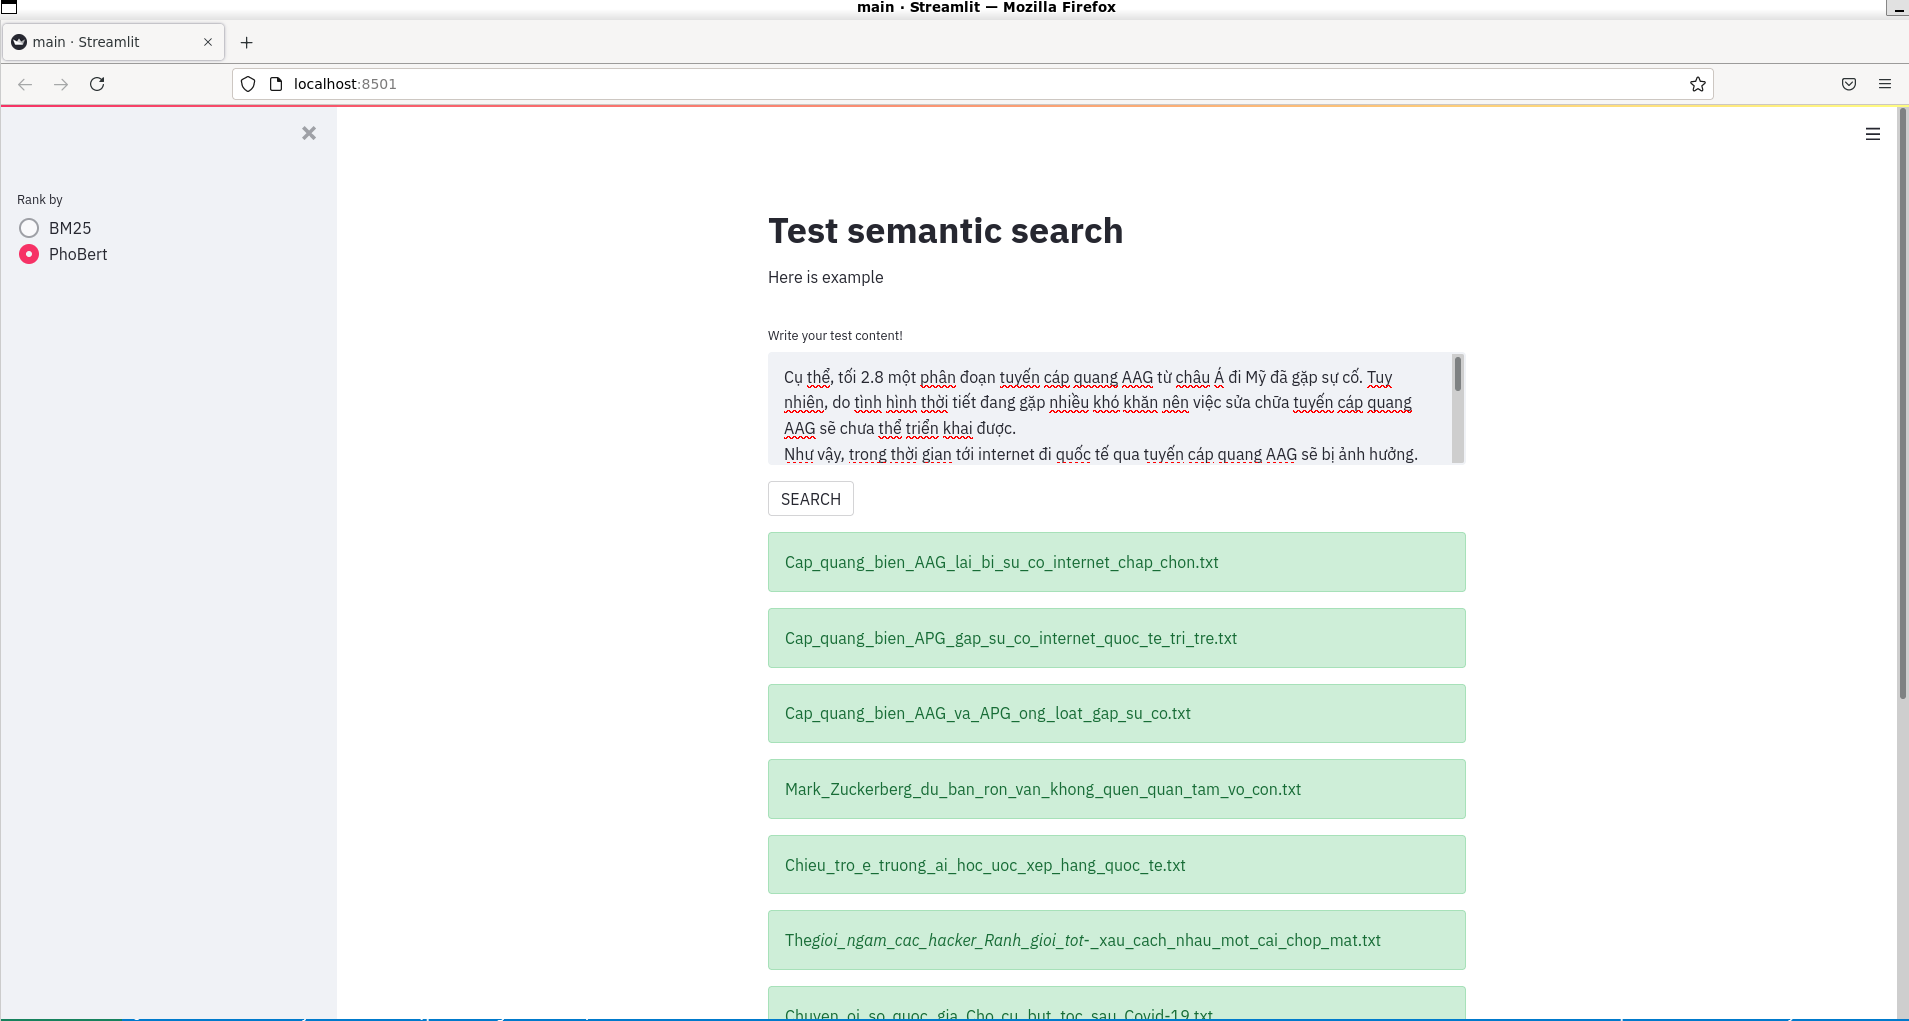 main · Streamlit — Mozilla Firefox
main · Streamlit
localhost:8501
Rank by
BM25
PhoBert
Test semantic search
Here is example
Write your test content!
Cụ thể, tối 2.8 một phân đoạn tuyến cáp quang AAG từ châu Á đi Mỹ đã gặp sự cố. Tuy
nhiên, do tình hình thời tiết đang gặp nhiều khó khăn nên việc sửa chữa tuyến cáp quang
AAG sẽ chưa thể triển khai được.
Như vậy, trong thời gian tới internet đi quốc tế qua tuyến cáp quang AAG sẽ bị ảnh hưởng.
SEARCH
Cap_quang_bien_AAG_lai_bi_su_co_internet_chap_chon.txt
Cap_quang_bien_APG_gap_su_co_internet_quoc_te_tri_tre.txt
Cap_quang_bien_AAG_va_APG_ong_loat_gap_su_co.txt
Mark_Zuckerberg_du_ban_ron_van_khong_quen_quan_tam_vo_con.txt
Chieu_tro_e_truong_ai_hoc_uoc_xep_hang_quoc_te.txt
Thegioi_ngam_cac_hacker_Ranh_gioi_tot-_xau_cach_nhau_mot_cai_chop_mat.txt
Chuyen_oi_so_quoc_gia_Cho_cu_but_toc_sau_Covid-19.txt